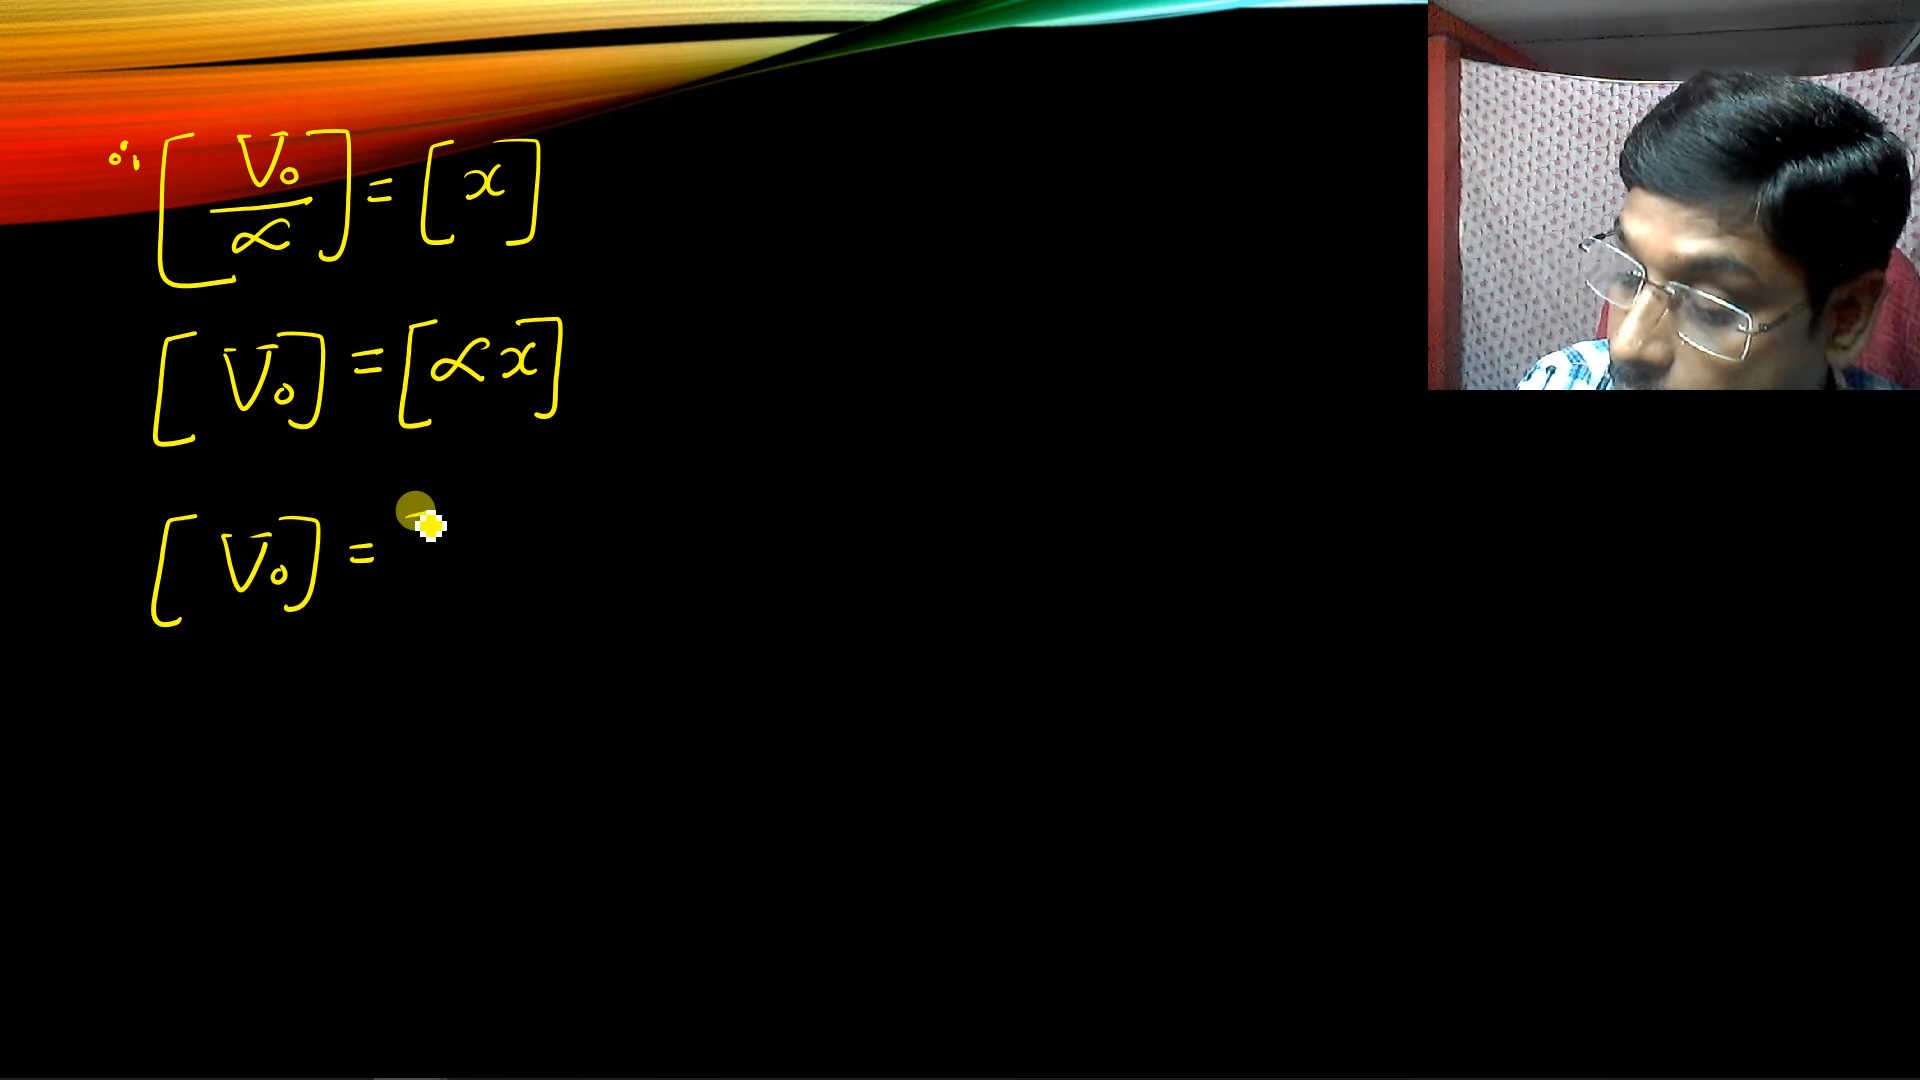 ∴ [V₀/α] = [x]
[V₀] = [αx]
[V₀] =